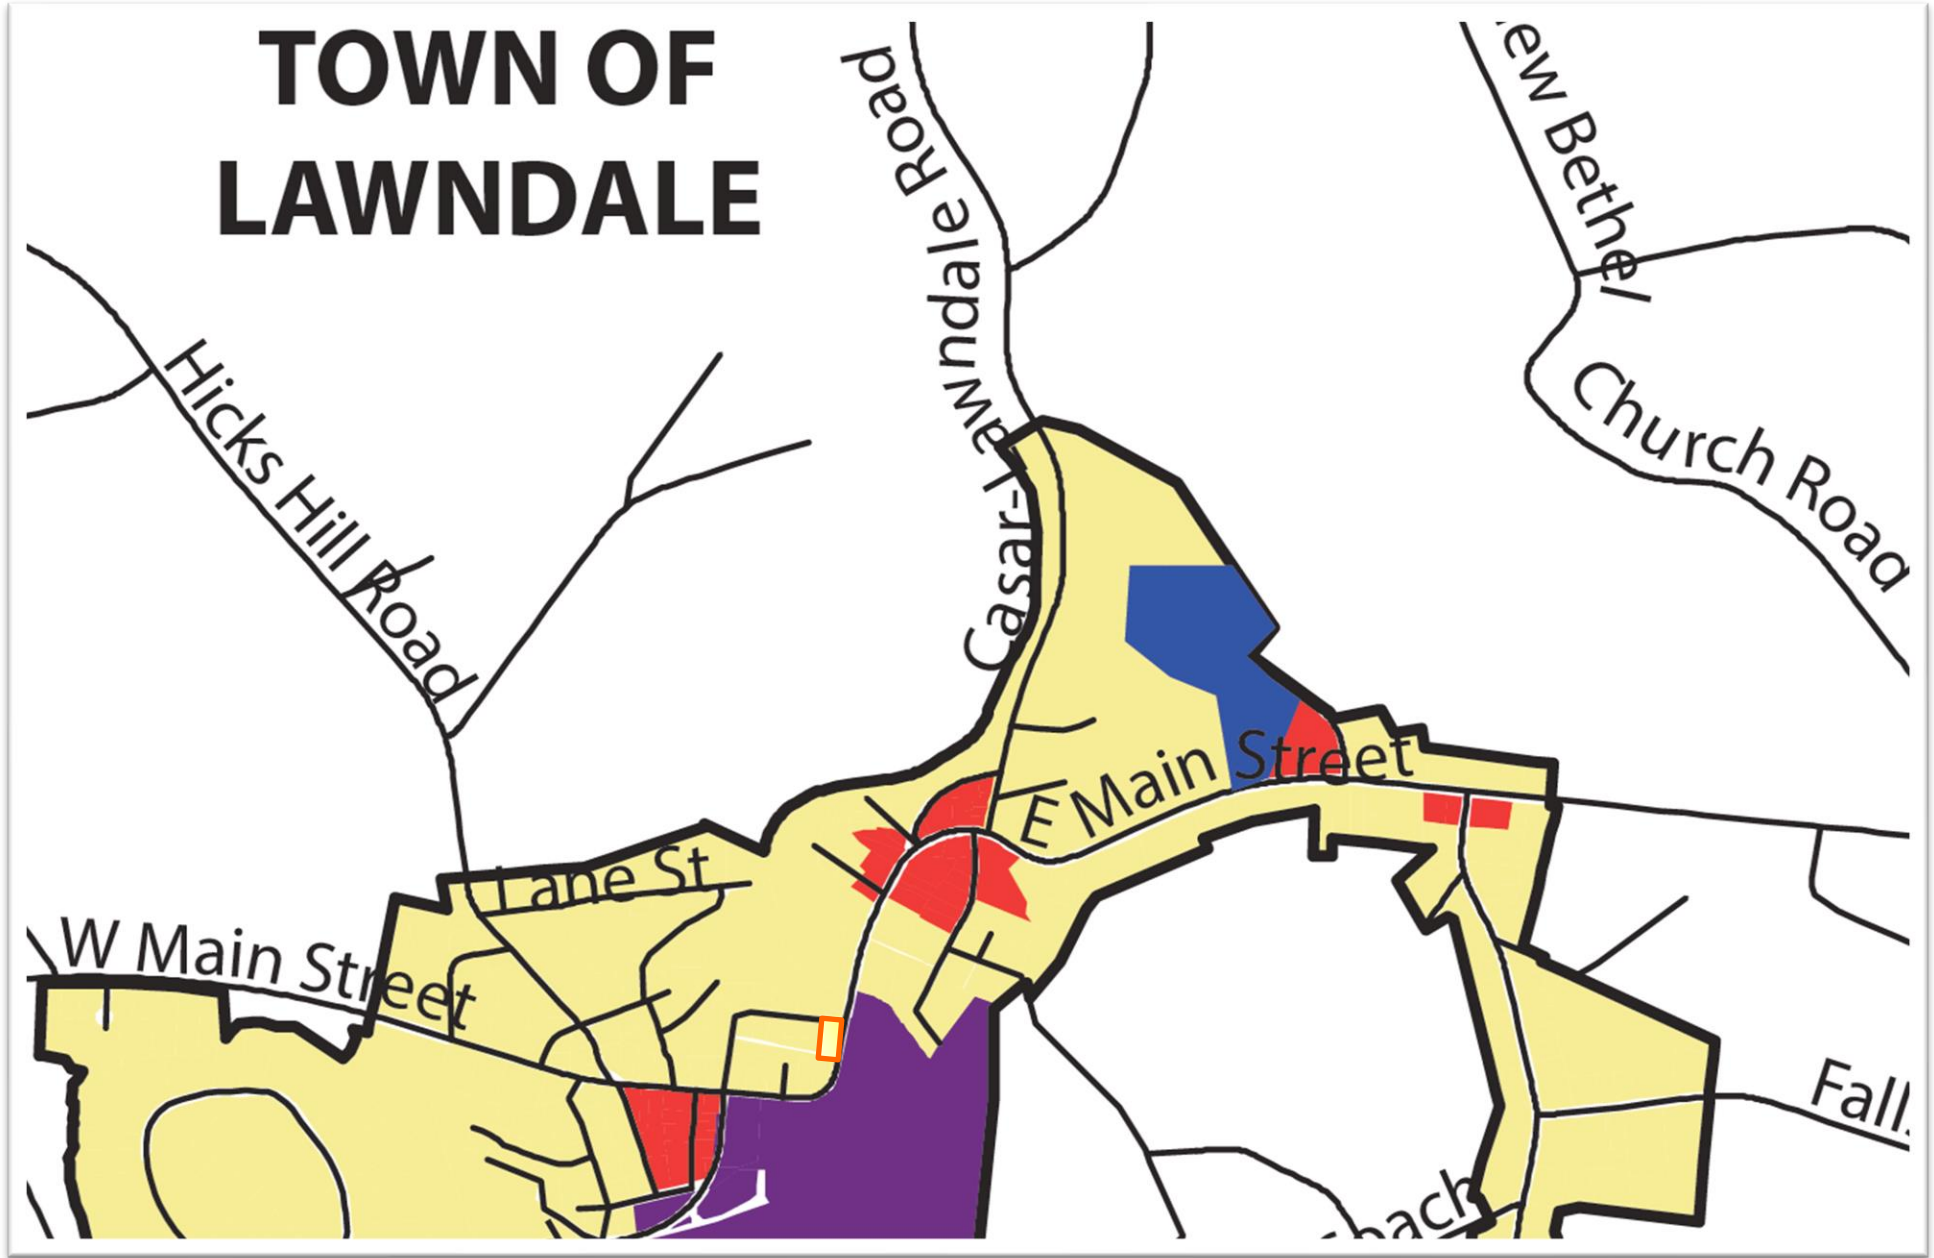 TOWN OF
LAWNDALE
Casar-Lawndale Road
ew Bethel
Church Road
Hicks Hill Road
E Main Street
Lane St
W Main Street
Fall
oach